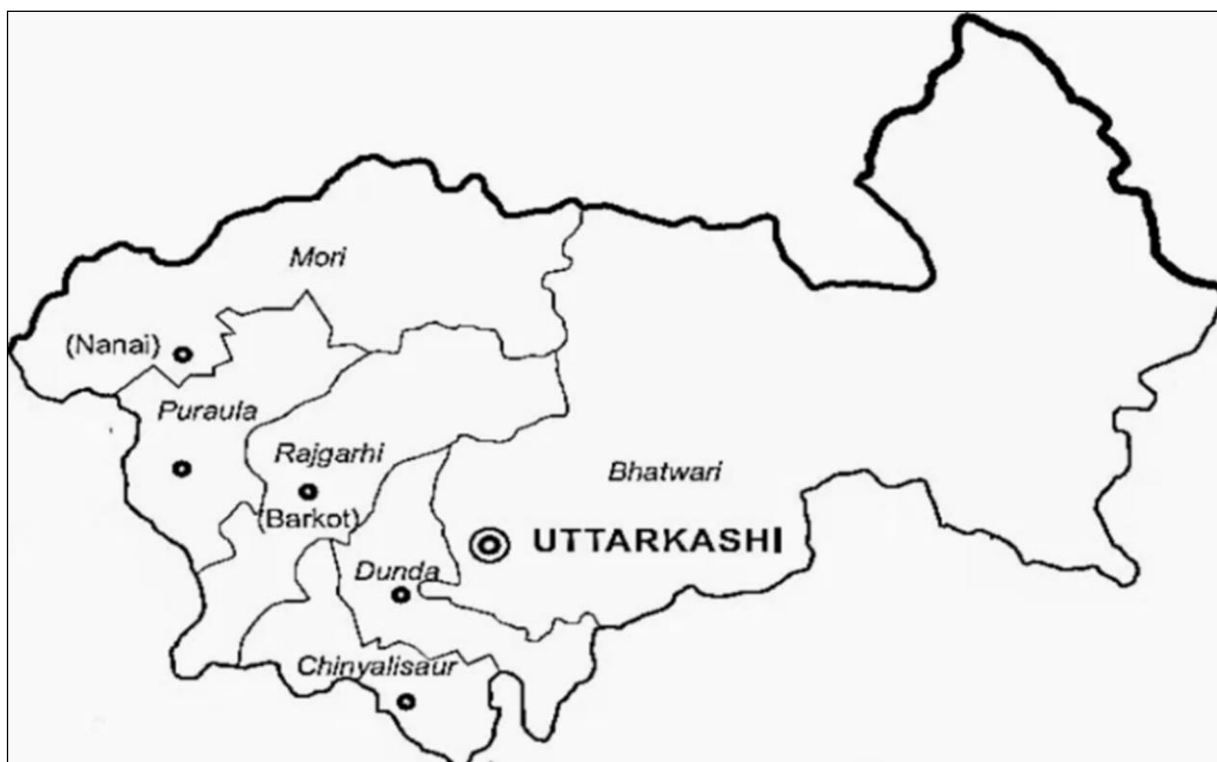 Mori
(Nanai)
Puraula
Rajgarhi
(Barkot)
Bhatwari
UTTARKASHI
Dunda
Chinyalisaur